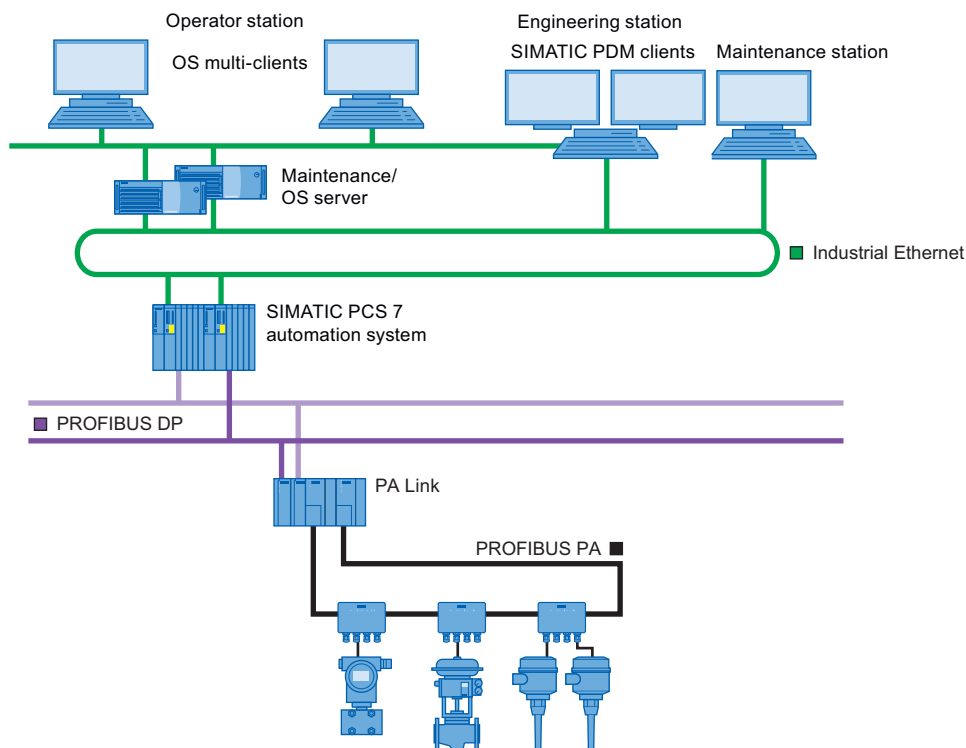 Operator station
OS multi-clients
Engineering station
SIMATIC PDM clients
Maintenance station
Maintenance/
OS server
Industrial Ethernet
SIMATIC PCS 7
automation system
PROFIBUS DP
PA Link
PROFIBUS PA